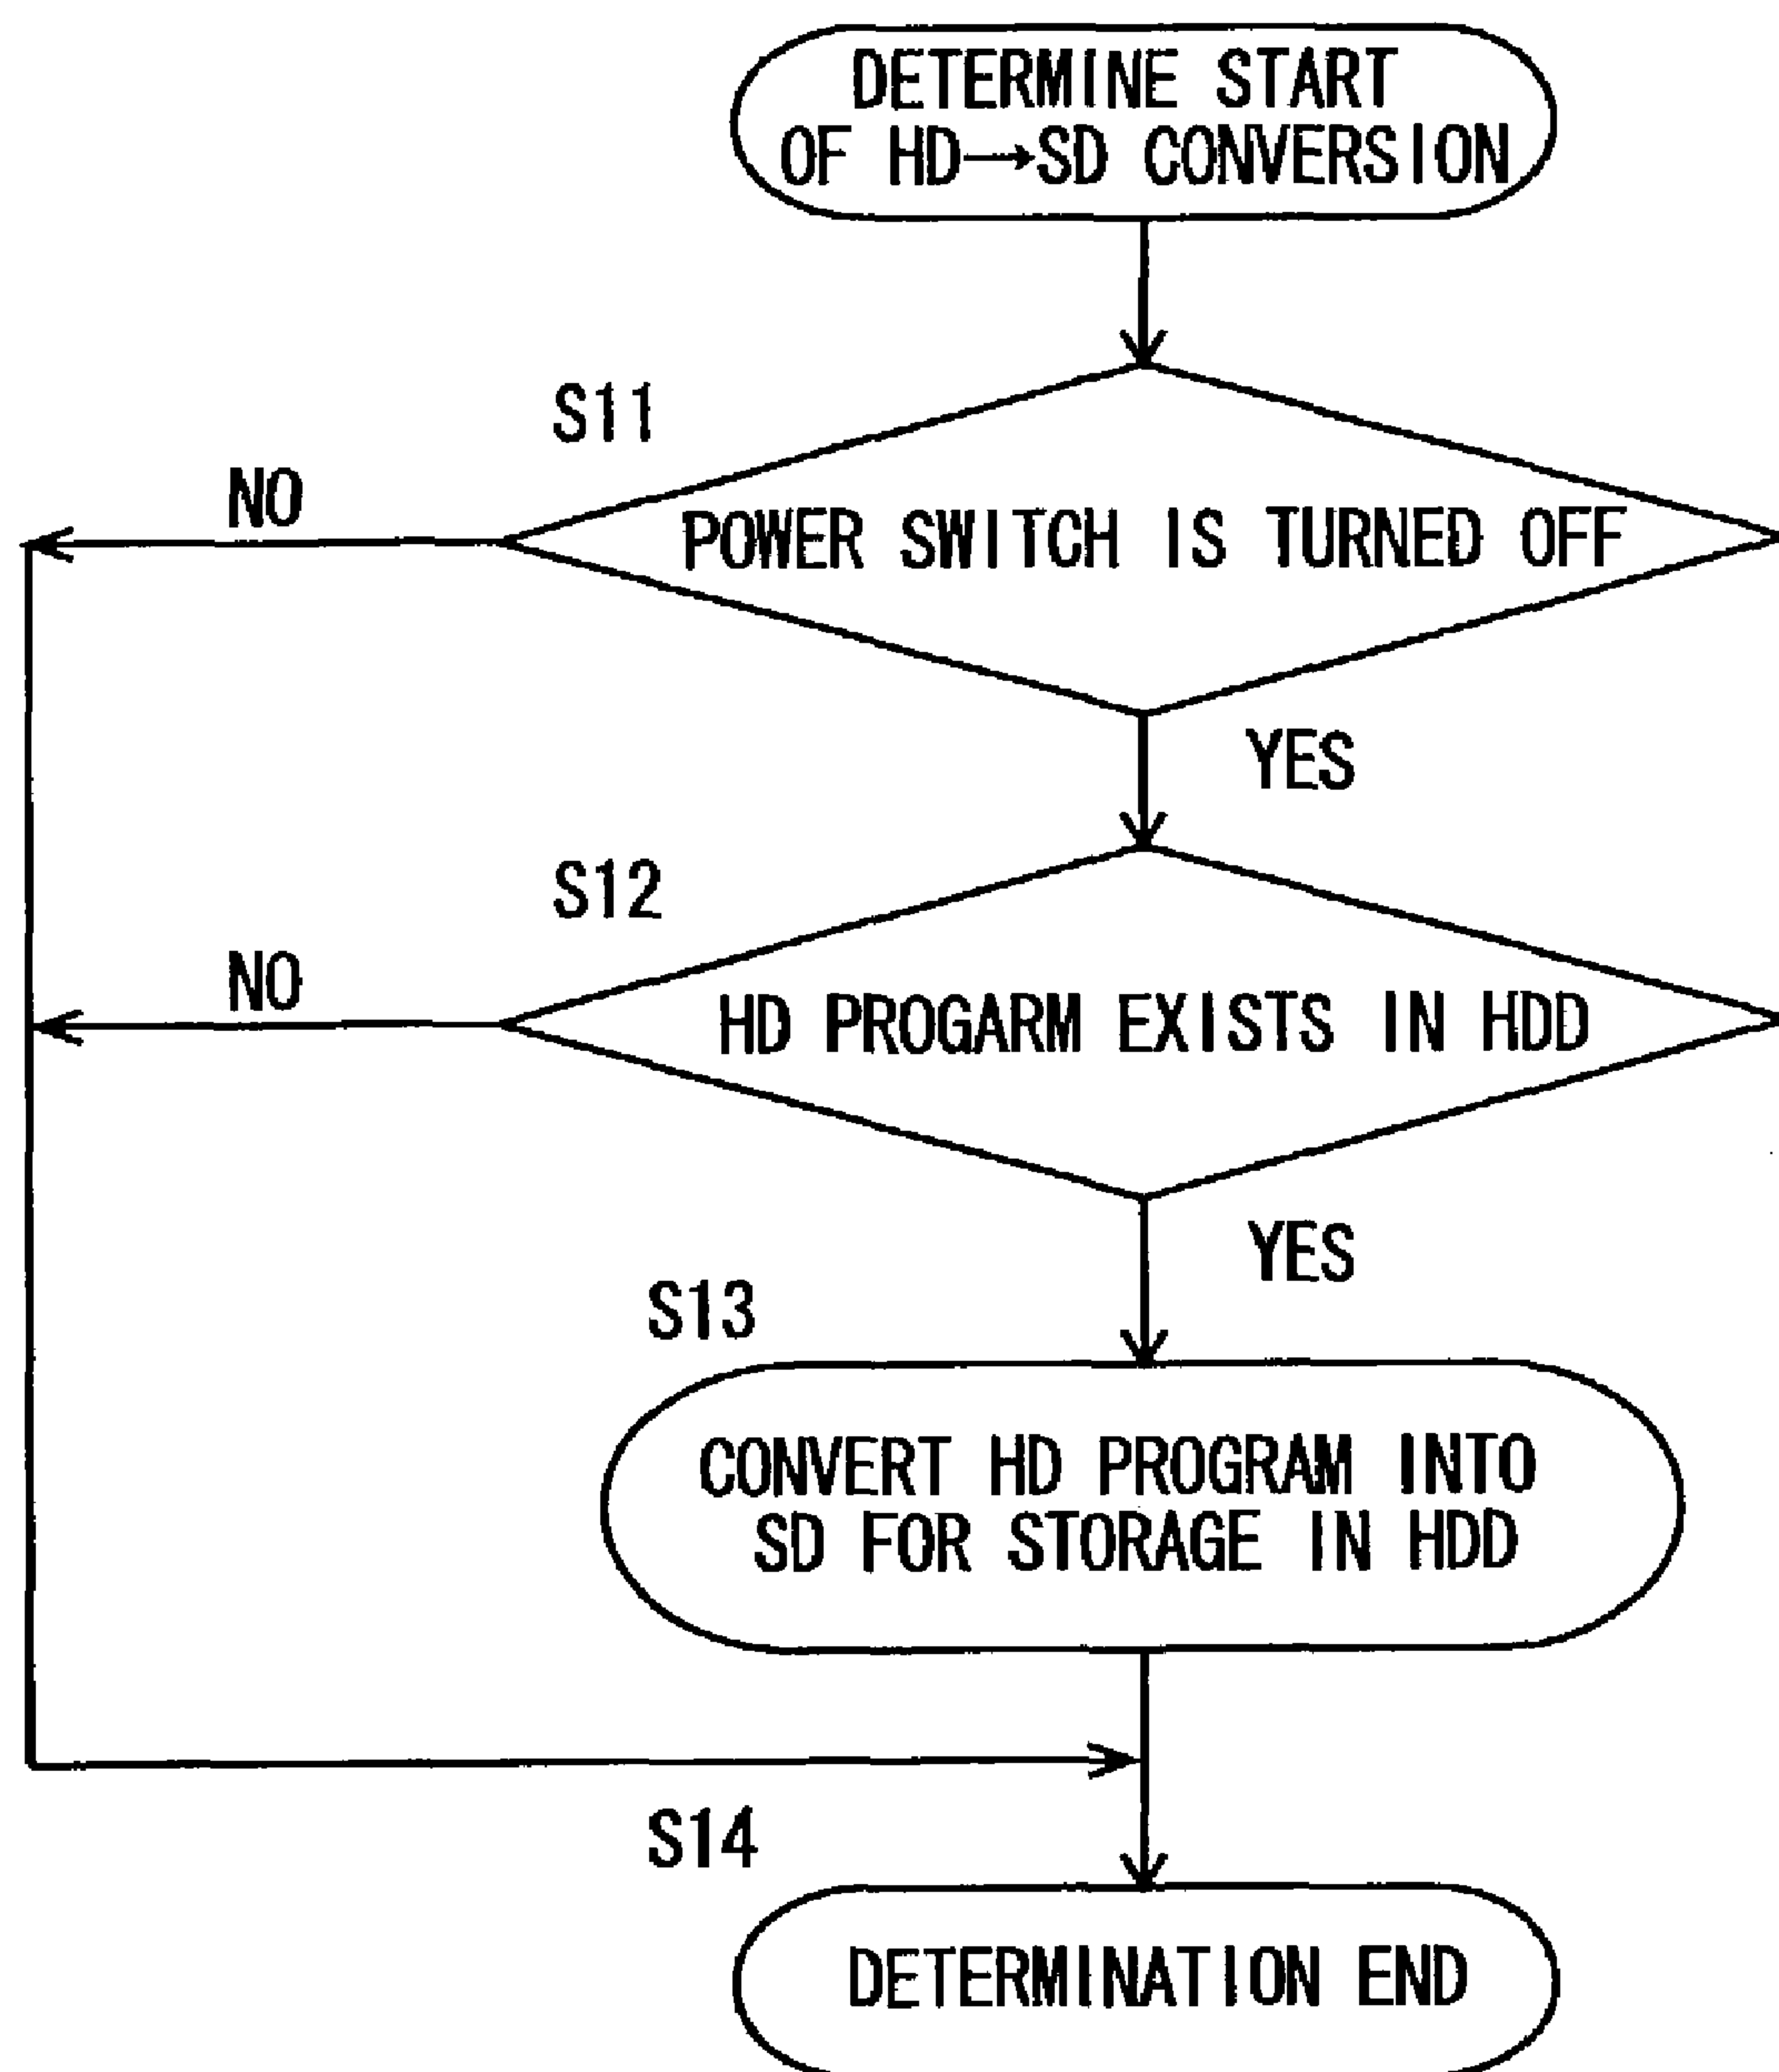 DETERMINE START
OF HD→SD CONVERSION
S11
NO
POWER SWITCH IS TURNED OFF
YES
S12
NO
HD PROGARM EXISTS IN HDD
YES
S13
CONVERT HD PROGRAM INTO
SD FOR STORAGE IN HDD
S14
DETERMINATION END